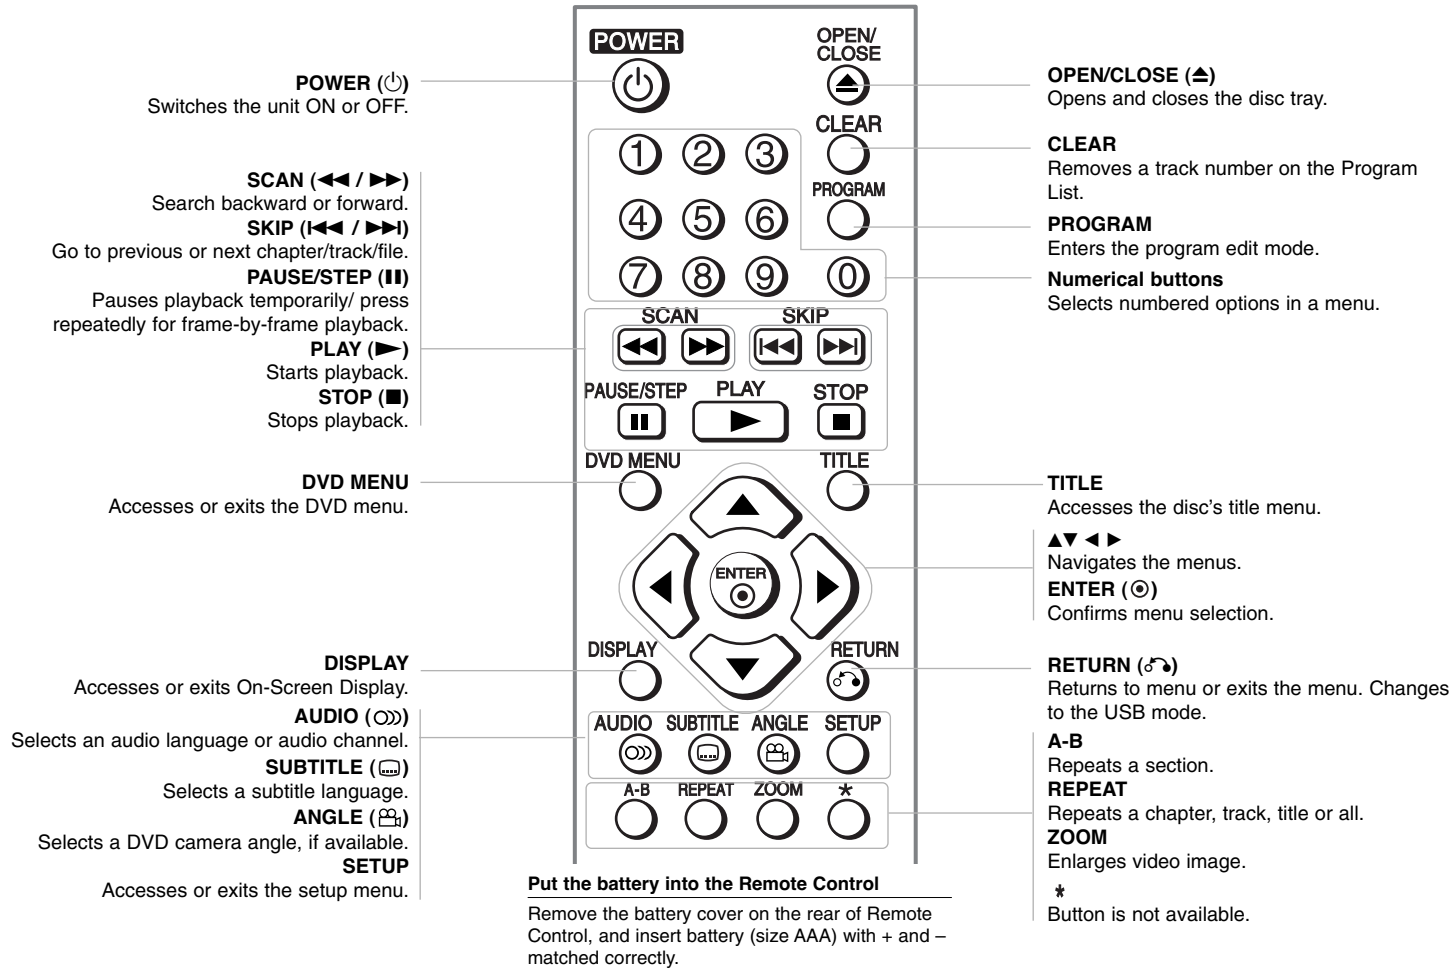 POWER (⏻)
Switches the unit ON or OFF.
SCAN (◀◀ / ▶▶)
Search backward or forward.
SKIP (I◀◀ / ▶▶I)
Go to previous or next chapter/track/file.
PAUSE/STEP (II)
Pauses playback temporarily/ press
repeatedly for frame-by-frame playback.
PLAY (▶)
Starts playback.
STOP (■)
Stops playback.
DVD MENU
Accesses or exits the DVD menu.
DISPLAY
Accesses or exits On-Screen Display.
AUDIO (O)))
Selects an audio language or audio channel.
SUBTITLE ( )
Selects a subtitle language.
ANGLE ( )
Selects a DVD camera angle, if available.
SETUP
Accesses or exits the setup menu.
POWER
OPEN/
CLOSE
CLEAR
1 2 3
PROGRAM
4 5 6
7 8 9 0
SCAN SKIP
PAUSE/STEP PLAY STOP
DVD MENU TITLE
ENTER
DISPLAY RETURN
AUDIO SUBTITLE ANGLE SETUP
A-B REPEAT ZOOM *
Put the battery into the Remote Control
Remove the battery cover on the rear of Remote
Control, and insert battery (size AAA) with + and –
matched correctly.
OPEN/CLOSE (⏏)
Opens and closes the disc tray.
CLEAR
Removes a track number on the Program
List.
PROGRAM
Enters the program edit mode.
Numerical buttons
Selects numbered options in a menu.
TITLE
Accesses the disc's title menu.
▲▼ ◀ ▶
Navigates the menus.
ENTER (◉)
Confirms menu selection.
RETURN ( )
Returns to menu or exits the menu. Changes
to the USB mode.
A-B
Repeats a section.
REPEAT
Repeats a chapter, track, title or all.
ZOOM
Enlarges video image.
*
Button is not available.